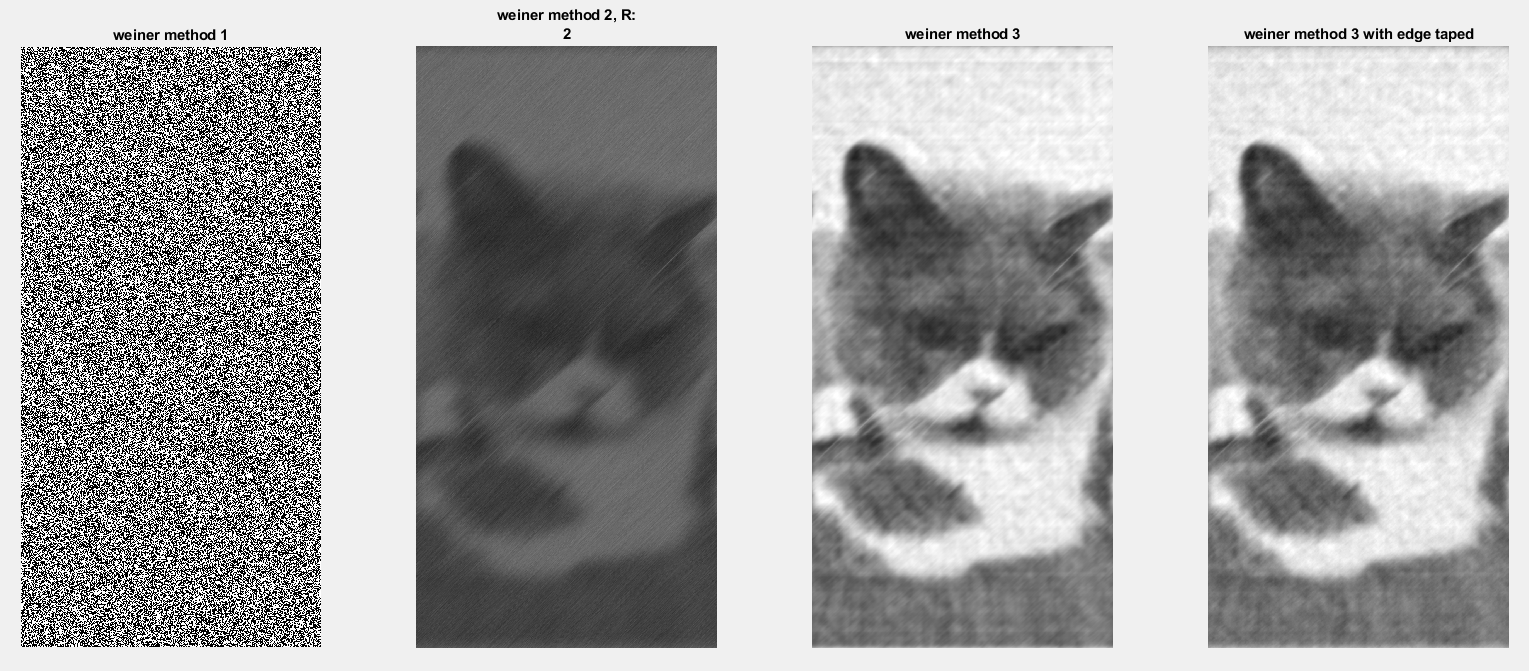 weiner method 1
weiner method 2, R:
2
weiner method 3
weiner method 3 with edge taped